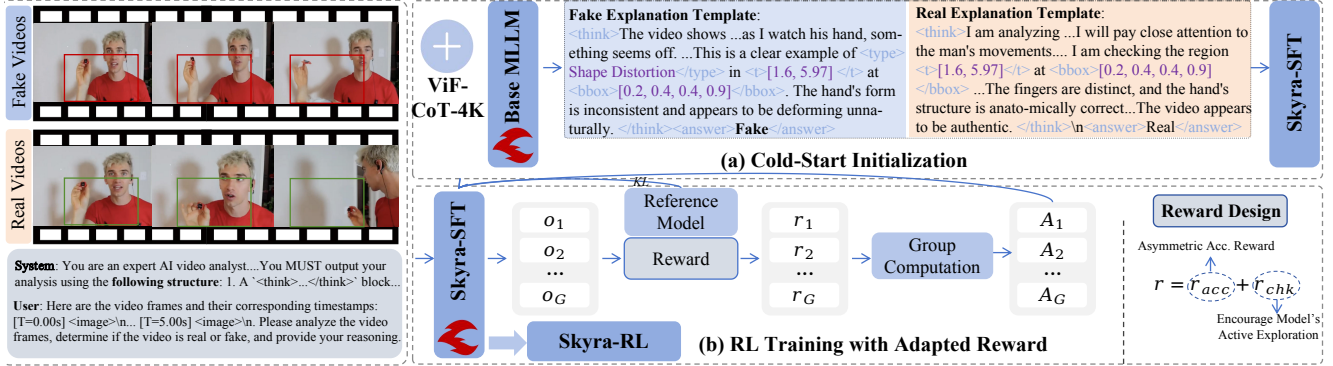 Fake Videos
Real Videos
System: You are an expert AI video analyst....You MUST output your
analysis using the following structure: 1. A `<think>...</think>` block...
User: Here are the video frames and their corresponding timestamps:
[T=0.00s] <image>\n... [T=5.00s] <image>\n. Please analyze the video
frames, determine if the video is real or fake, and provide your reasoning.
ViF-
CoT-4K
Base MLLM
Fake Explanation Template:
<think>The video shows ...as I watch his hand, som-
ething seems off. ...This is a clear example of <type>
Shape Distortion</type> in <t>[1.6, 5.97] </t> at
<bbox>[0.2, 0.4, 0.4, 0.9]</bbox>. The hand's form
is inconsistent and appears to be deforming unna-
turally. </think><answer>Fake</answer>
Real Explanation Template:
<think>I am analyzing ...I will pay close attention to
the man's movements.... I am checking the region
<t>[1.6, 5.97]</t> at <bbox>[0.2, 0.4, 0.4, 0.9]
</bbox> ...The fingers are distinct, and the hand's
structure is anato-mically correct...The video appears
to be authentic. </think>\n<answer>Real</answer>
Skyra-SFT
(a) Cold-Start Initialization
Skyra-SFT
o1
o2
...
oG
KL
Reference
Model
Reward
r1
r2
...
rG
Group
Computation
A1
A2
...
AG
Skyra-RL
(b) RL Training with Adapted Reward
Reward Design
Asymmetric Acc. Reward
r = racc + rchk
Encourage Model's
Active Exploration